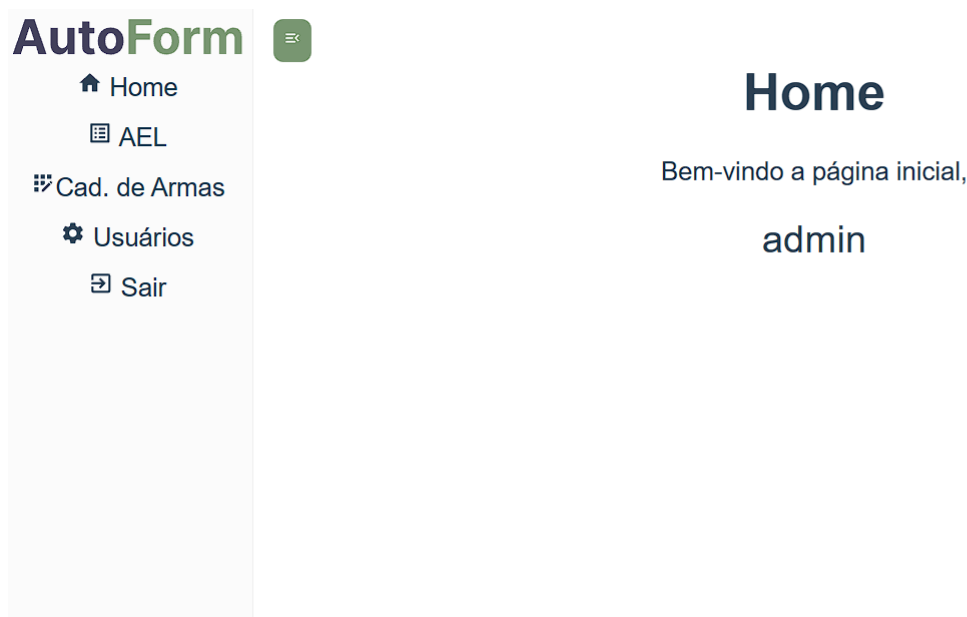 AutoForm
Home
AEL
Cad. de Armas
Usuários
Sair
Home
Bem-vindo a página inicial,
admin